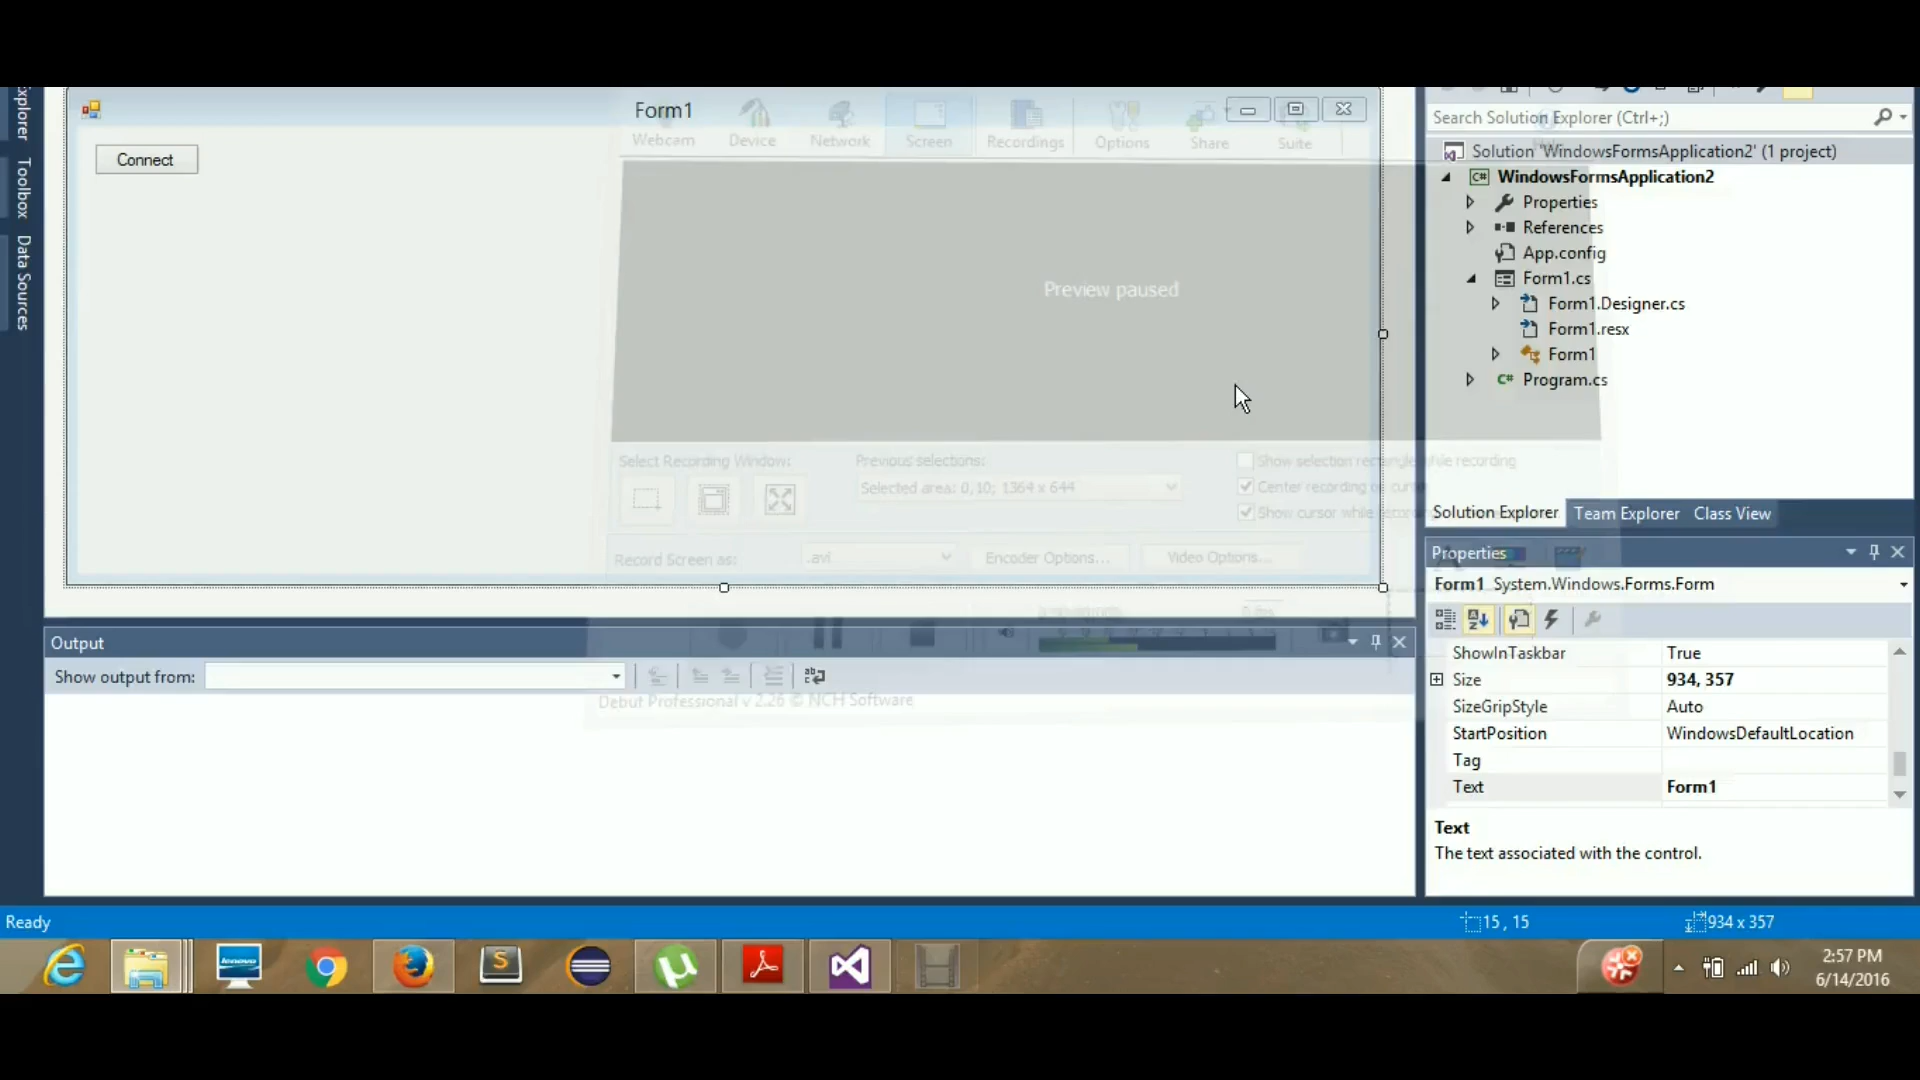 Explorer
Toolbox
Data Sources
Form1
Webcam
Device
Network
Screen
Recordings
Options
Share
Suite
Connect
Preview paused
Select Recording Window:
Previous selections:
Selected area: 0,10; 1364 x 644
Show selection rectangle while recording
Center recording on cursor
Show cursor while recording
Record Screen as:
.avi
Encoder Options...
Video Options...
Output
Show output from:
Debut Professional v 2.26 © NCH Software
Search Solution Explorer (Ctrl+;)
Solution 'WindowsFormsApplication2' (1 project)
C# WindowsFormsApplication2
Properties
References
App.config
Form1.cs
Form1.Designer.cs
Form1.resx
Form1
C# Program.cs
Solution Explorer
Team Explorer
Class View
Properties
Form1 System.Windows.Forms.Form
ShowInTaskbar True
Size 934, 357
SizeGripStyle Auto
StartPosition WindowsDefaultLocation
Tag
Text Form1
Text
The text associated with the control.
Ready
15 , 15
934 x 357
lenovo
2:57 PM
6/14/2016